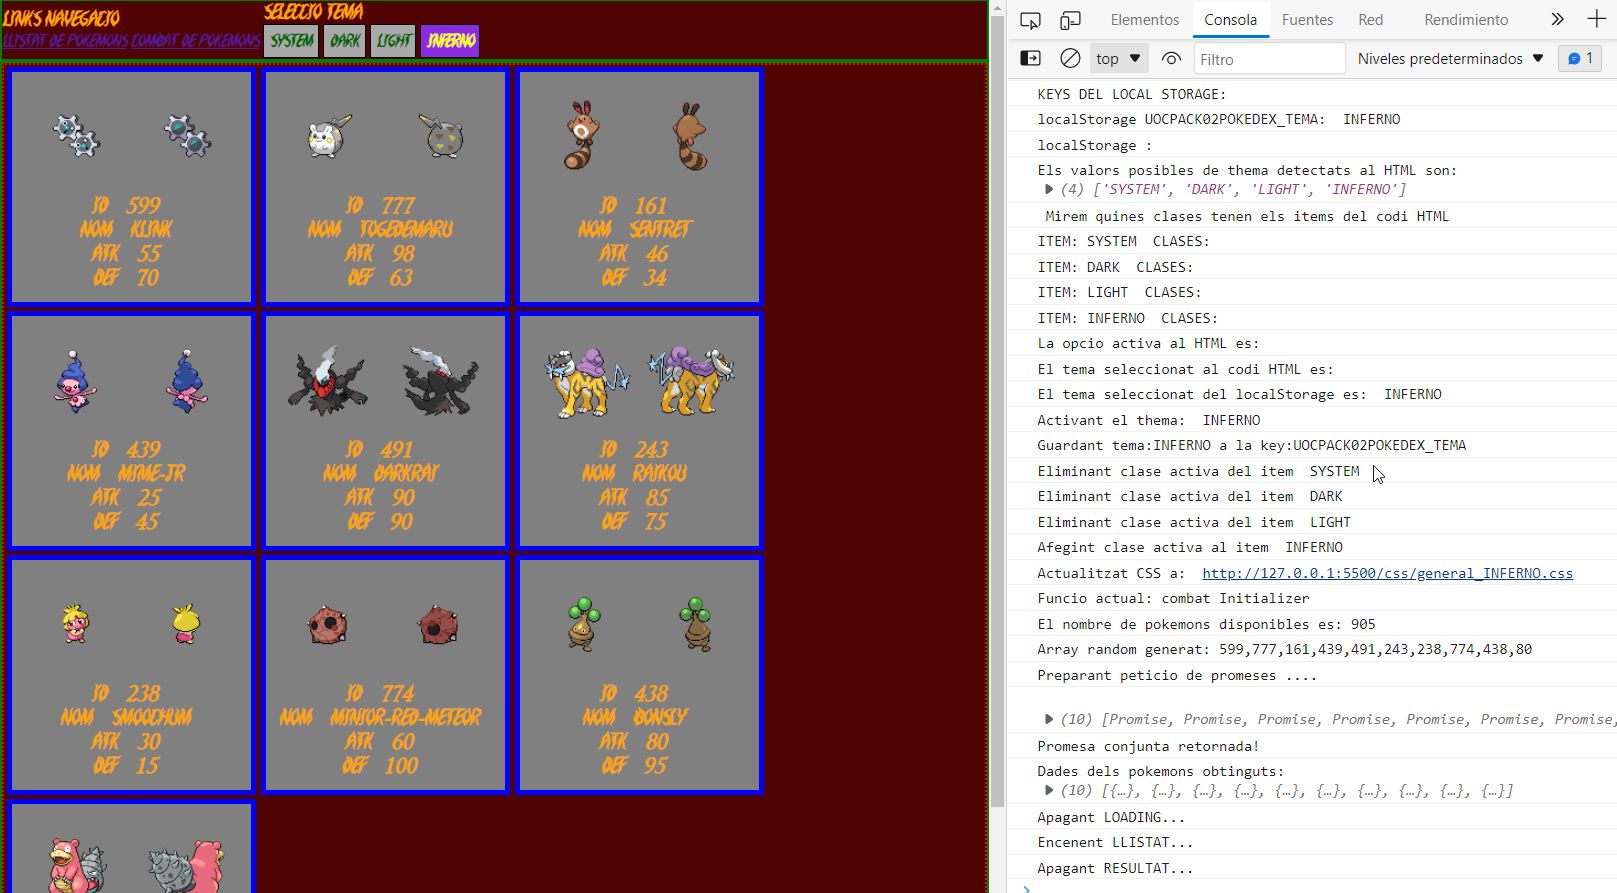 LINKS NAVEGACIO
LLISTAT DE POKEMONS COMBAT DE POKEMONS
SELECCIO TEMA
SYSTEM DARK LIGHT INFERNO
ID 599
NOM KLINK
ATK 55
DEF 70
ID 777
NOM TOGEDEMARU
ATK 98
DEF 63
ID 161
NOM SENTRET
ATK 46
DEF 34
ID 439
NOM MIME-JR
ATK 25
DEF 45
ID 491
NOM DARKRAI
ATK 90
DEF 90
ID 243
NOM RAIKOU
ATK 85
DEF 75
ID 238
NOM SMOOCHUM
ATK 30
DEF 15
ID 774
NOM MINIOR-RED-METEOR
ATK 60
DEF 100
ID 438
NOM BONSLY
ATK 80
DEF 95
Elementos Consola Fuentes Red Rendimiento
top Filtro Niveles predeterminados 1
KEYS DEL LOCAL STORAGE:
localStorage UOCPACK02POKEDEX_TEMA: INFERNO
localStorage :
Els valors posibles de thema detectats al HTML son:
(4) ['SYSTEM', 'DARK', 'LIGHT', 'INFERNO']
Mirem quines clases tenen els items del codi HTML
ITEM: SYSTEM CLASES:
ITEM: DARK CLASES:
ITEM: LIGHT CLASES:
ITEM: INFERNO CLASES:
La opcio activa al HTML es:
El tema seleccionat al codi HTML es:
El tema seleccionat del localStorage es: INFERNO
Activant el thema: INFERNO
Guardant tema:INFERNO a la key:UOCPACK02POKEDEX_TEMA
Eliminant clase activa del item SYSTEM
Eliminant clase activa del item DARK
Eliminant clase activa del item LIGHT
Afegint clase activa al item INFERNO
Actualitzat CSS a: http://127.0.0.1:5500/css/general_INFERNO.css
Funcio actual: combat Initializer
El nombre de pokemons disponibles es: 905
Array random generat: 599,777,161,439,491,243,238,774,438,80
Preparant peticio de promeses ....
(10) [Promise, Promise, Promise, Promise, Promise, Promise, Promise,
Promesa conjunta retornada!
Dades dels pokemons obtinguts:
(10) [{…}, {…}, {…}, {…}, {…}, {…}, {…}, {…}, {…}, {…}]
Apagant LOADING...
Encenent LLISTAT...
Apagant RESULTAT...